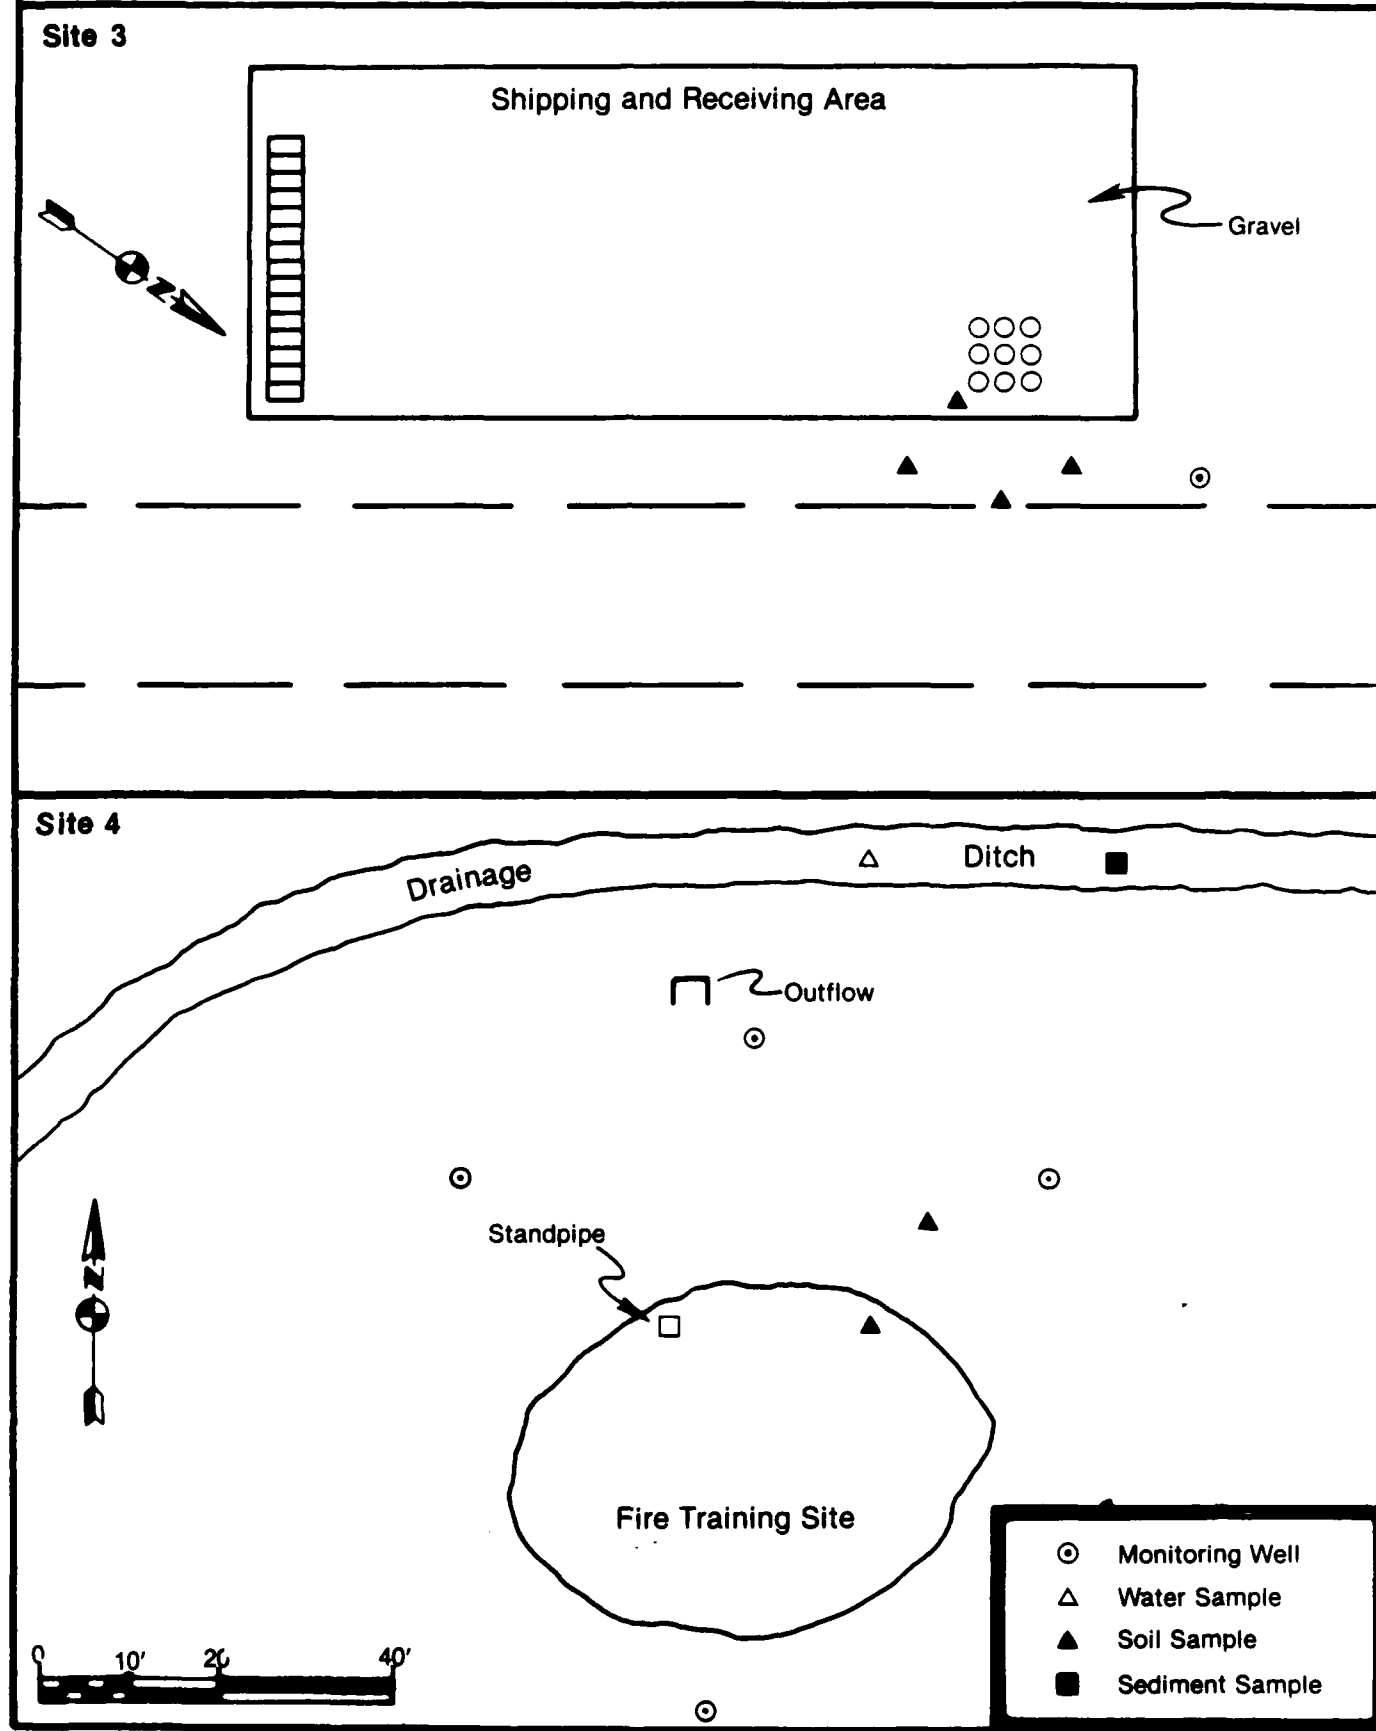 Site 3
Shipping and Receiving Area
Gravel
N
Site 4
Drainage
Ditch
Outflow
Standpipe
N
Fire Training Site
Monitoring Well
Water Sample
Soil Sample
Sediment Sample
0 10' 20 40'